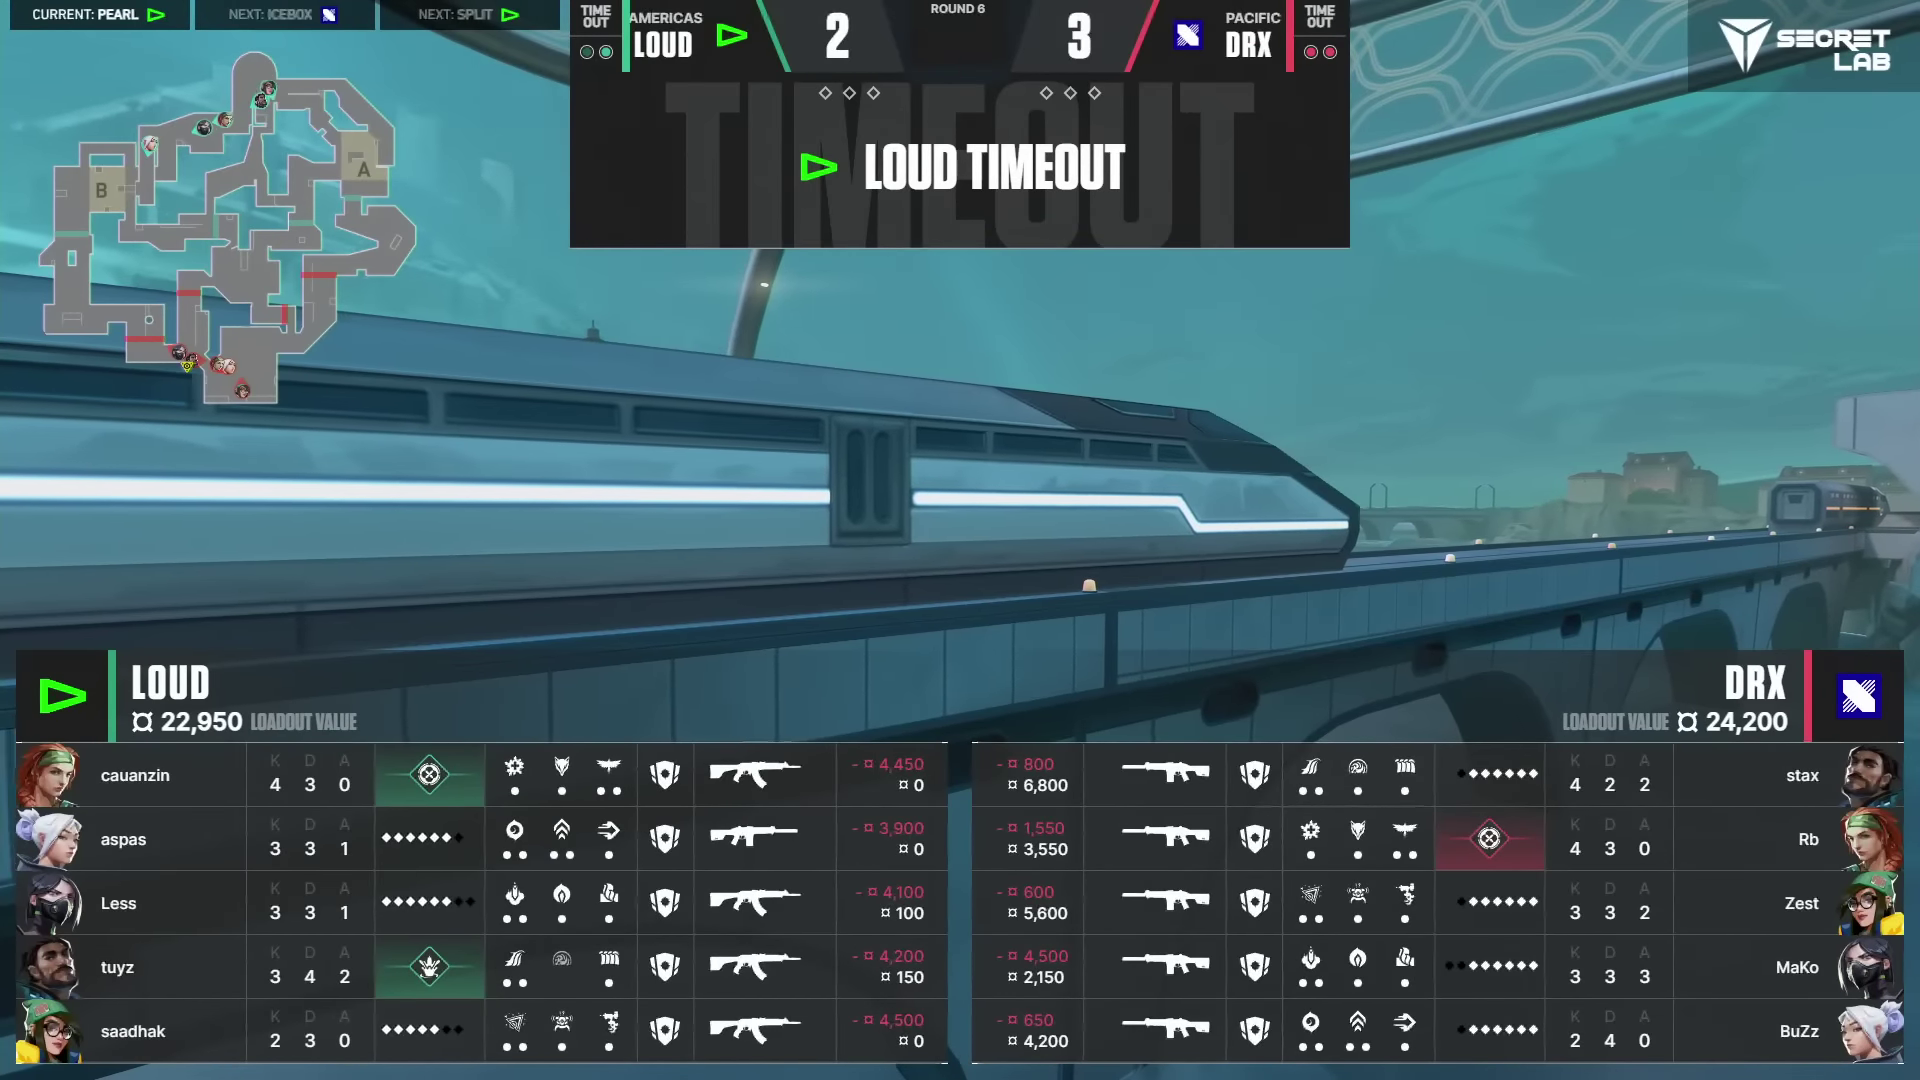 CURRENT: PEARL
NEXT: ICEBOX
NEXT: SPLIT
TIME OUT
AMERICAS
LOUD
2
ROUND 6
3
PACIFIC
DRX
TIME OUT
SECRET LAB
TIMEOUT
LOUD TIMEOUT
A
B
LOUD
22,950 LOADOUT VALUE
DRX
LOADOUT VALUE 24,200
cauanzin K 4 D 3 A 0 - 4,450 0
aspas K 3 D 3 A 1 - 3,900 0
Less K 3 D 3 A 1 - 4,100 100
tuyz K 3 D 4 A 2 - 4,200 150
saadhak K 2 D 3 A 0 - 4,500 0
- 800 6,800 K 4 D 2 A 2 stax
- 1,550 3,550 K 4 D 3 A 0 Rb
- 600 5,600 K 3 D 3 A 2 Zest
- 4,500 2,150 K 3 D 3 A 3 MaKo
- 650 4,200 K 2 D 4 A 0 BuZz